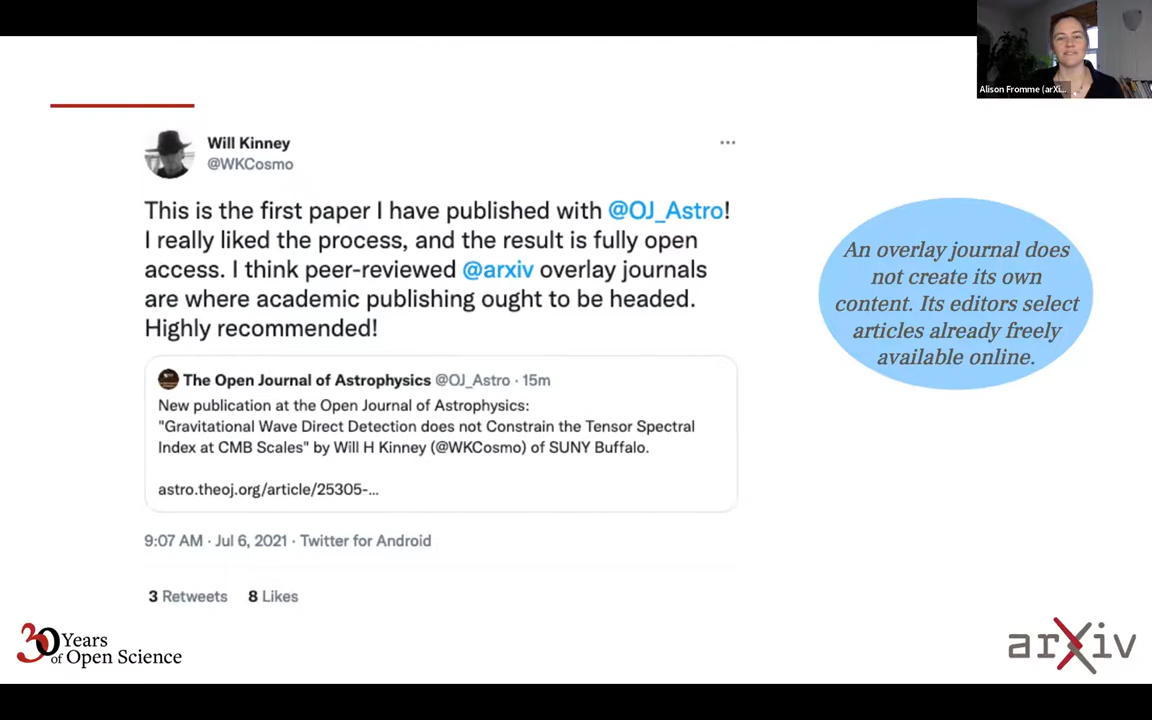 Alison Fromme (arXi...
Will Kinney
@WKCosmo
This is the first paper I have published with @OJ_Astro!
I really liked the process, and the result is fully open
access. I think peer-reviewed @arxiv overlay journals
are where academic publishing ought to be headed.
Highly recommended!
The Open Journal of Astrophysics @OJ_Astro · 15m
New publication at the Open Journal of Astrophysics:
"Gravitational Wave Direct Detection does not Constrain the Tensor Spectral
Index at CMB Scales" by Will H Kinney (@WKCosmo) of SUNY Buffalo.
astro.theoj.org/article/25305-...
9:07 AM · Jul 6, 2021 · Twitter for Android
3 Retweets 8 Likes
An overlay journal does
not create its own
content. Its editors select
articles already freely
available online.
30 Years
of Open Science
arXiv